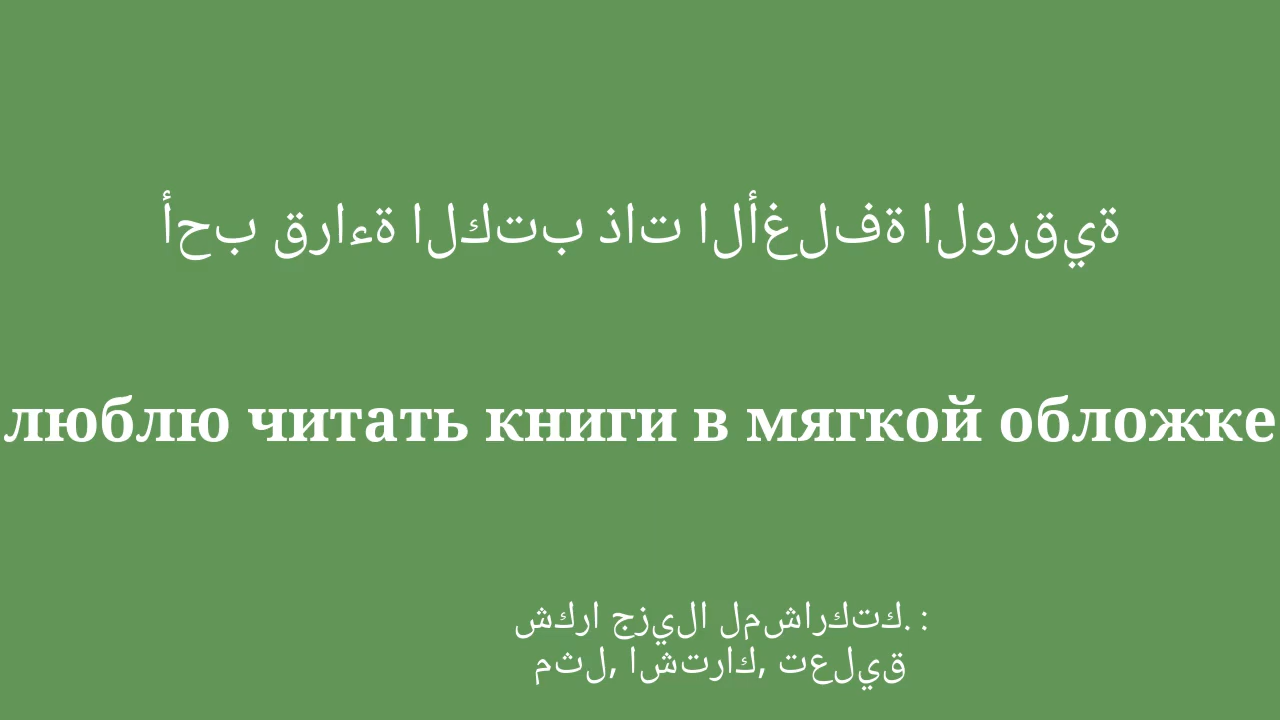 أحب قراءة الكتب ذات الأغلفة الورقية
люблю читать книги в мягкой обложке
شكرا جزيلا لمشاركتك. :
مثل, اشتراك, تعليق